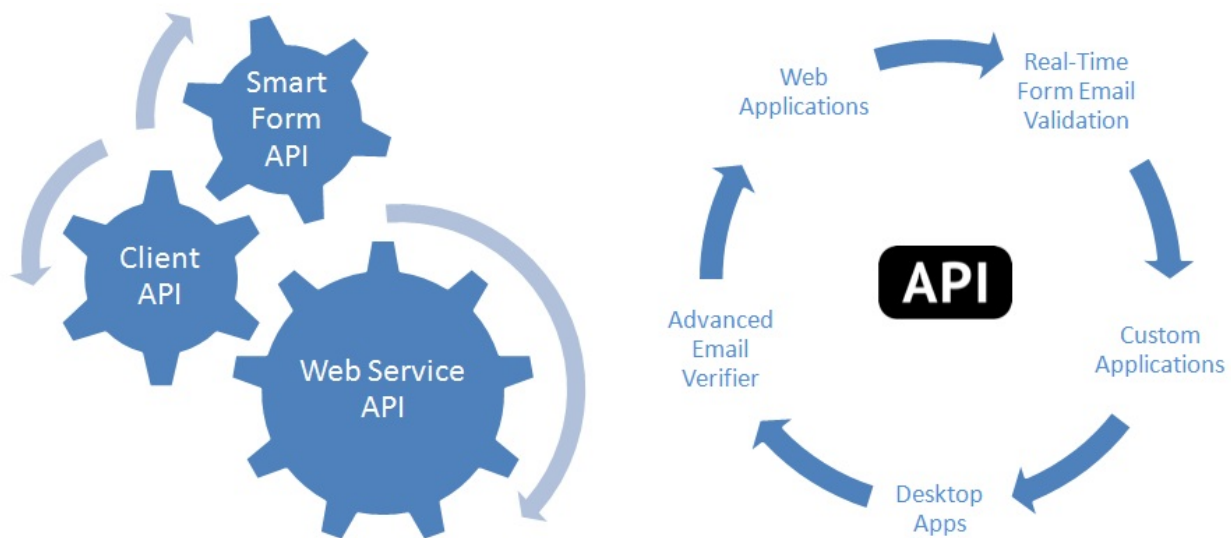 Smart
Form
API
Client
API
Web Service
API
Web
Applications
Real-Time
Form Email
Validation
API
Custom
Applications
Desktop
Apps
Advanced
Email
Verifier